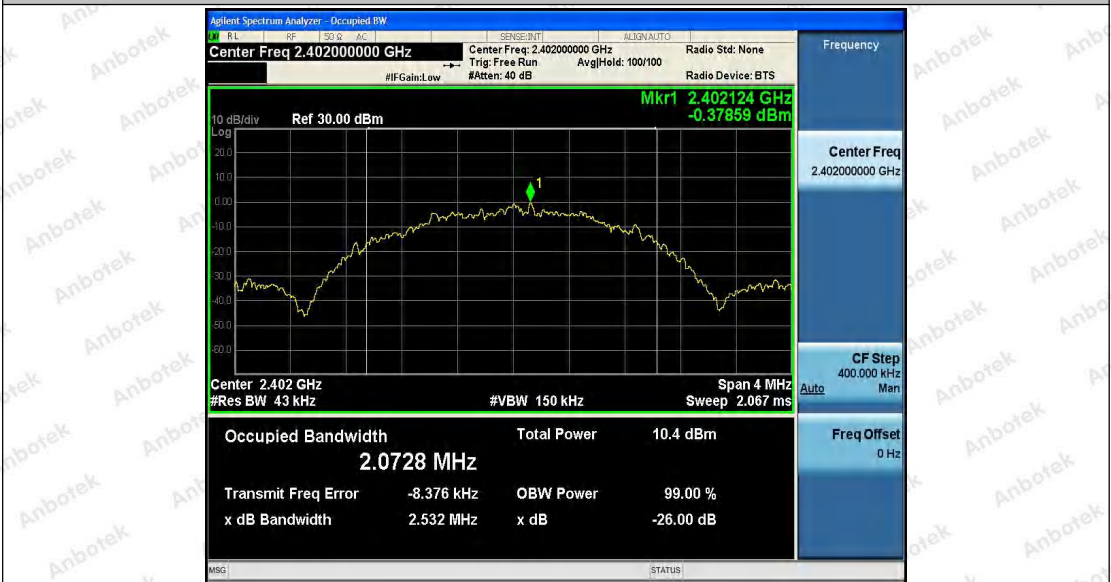 Agilent Spectrum Analyzer - Occupied BW
RL RF 50 Ω AC SENSE:INT ALIGN AUTO
Center Freq 2.402000000 GHz
Center Freq: 2.402000000 GHz Radio Std: None
Trig: Free Run Avg|Hold: 100/100
#IFGain:Low #Atten: 40 dB Radio Device: BTS
Mkr1 2.402124 GHz
-0.37859 dBm
10 dB/div Ref 30.00 dBm
Log
20.0
10.0
0.00
-10.0
-20.0
-30.0
-40.0
-50.0
-60.0
1
Center 2.402 GHz Span 4 MHz
#Res BW 43 kHz #VBW 150 kHz Sweep 2.067 ms
Occupied Bandwidth Total Power 10.4 dBm
2.0728 MHz
Transmit Freq Error -8.376 kHz OBW Power 99.00 %
x dB Bandwidth 2.532 MHz x dB -26.00 dB
MSG STATUS
Frequency
Center Freq
2.402000000 GHz
CF Step
400.000 kHz
Auto Man
Freq Offset
0 Hz
Anbotek